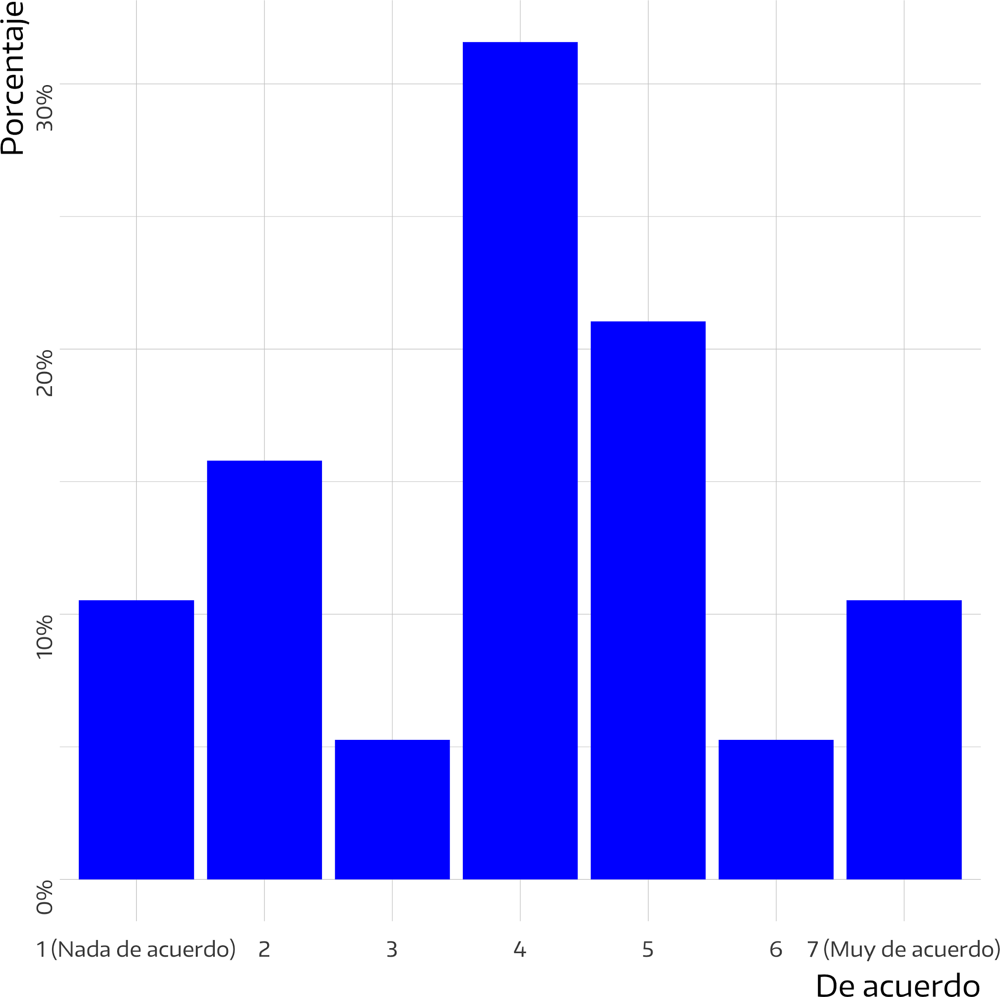 Porcentaje
30%
20%
10%
0%
1 (Nada de acuerdo) 2 3 4 5 6 7 (Muy de acuerdo)
De acuerdo